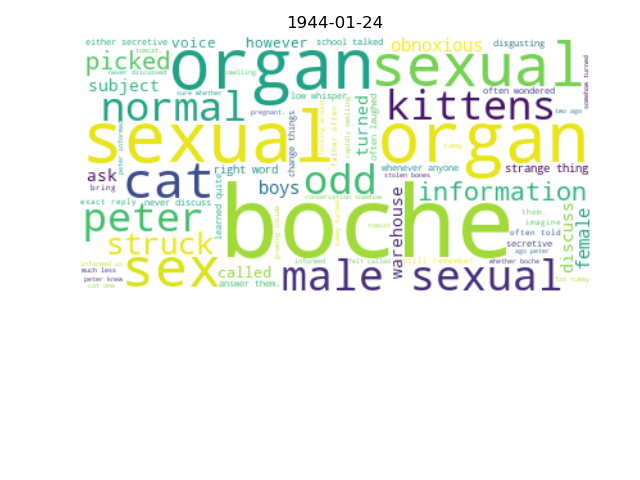 1944-01-24
either secretive
voice
however
school talked
obnoxious
disgusting
picked
organ
sexual
never discussed
swelling
somehow turned
subject
sure whether
low whisper
often wondered
normal
pregnant.
turned
often laughed
kittens
two ago
sexual
organ
change things
father often
rapidly swelling
peter informed
tummy
ask
bring
cat
right word
boys
odd
whenever anyone
stolen bones
strange thing
information
exact reply
never discuss
learned quite
conversation somehow
peter
boche
warehouse
them.
imagine
often told
discuss
female
struck
growing inside
tummy turned
tomcat
secretive
ago peter
informed us
much less
peter knew
cat one
sex
called
answer them.
informed
felt called
still remember
whether boche
male
sexual
fat tummy
tomcat.